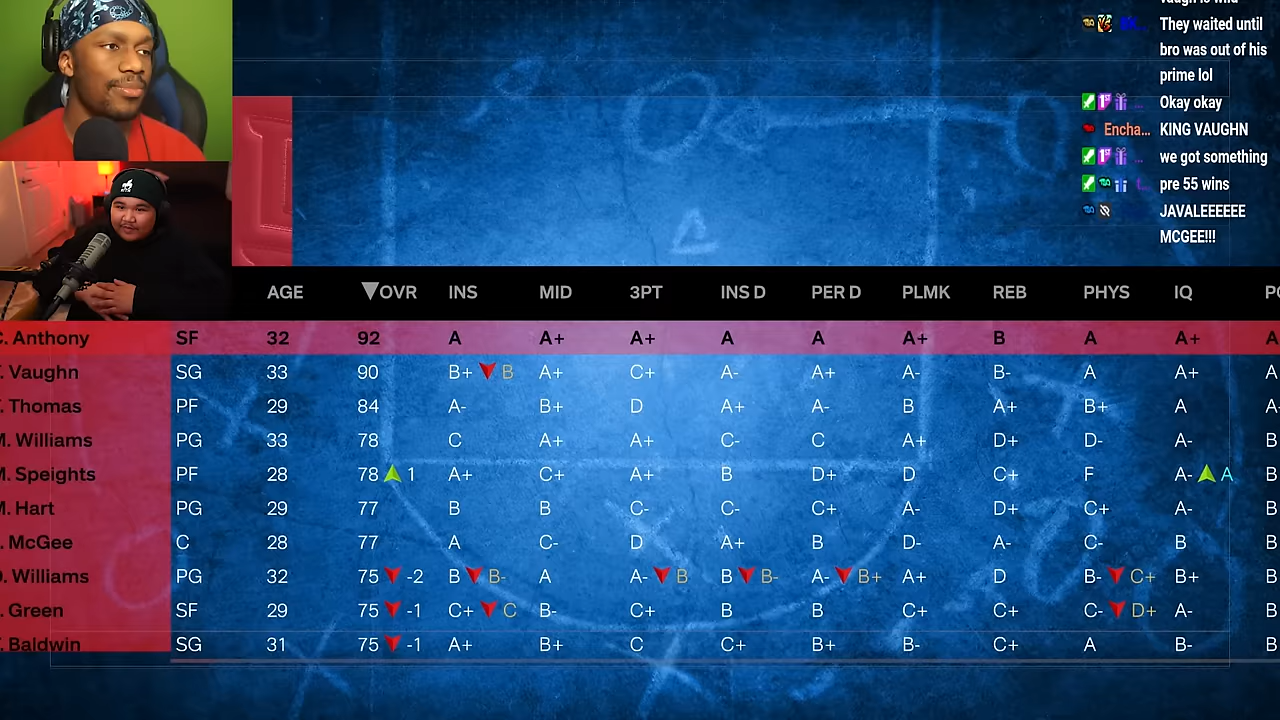 They waited until
bro was out of his
prime lol
Okay okay
Encha... KING VAUGHN
we got something
pre 55 wins
JAVALEEEEEE
MCGEE!!!
AGE OVR INS MID 3PT INS D PER D PLMK REB PHYS IQ
Anthony SF 32 92 A A+ A+ A A A+ B A A+ A
Vaughn SG 33 90 B+ B A+ C+ A- A+ A- B- A A+ A
Thomas PF 29 84 A- B+ D A+ A- B A+ B+ A A
Williams PG 33 78 C A+ A+ C- C A+ D+ D- A- B
Speights PF 28 78 1 A+ C+ A+ B D+ D C+ F A- A B
Hart PG 29 77 B B C- C- C+ A- D+ C+ A- B
McGee C 28 77 A C- D A+ B D- A- C- B B
Williams PG 32 75 -2 B B- A A- B B B- A- B+ A+ D B- C+ B+ B
Green SF 29 75 -1 C+ C B- C+ B B C+ C+ C- D+ A- B
Baldwin SG 31 75 -1 A+ B+ C C+ B+ B- C+ A B- B